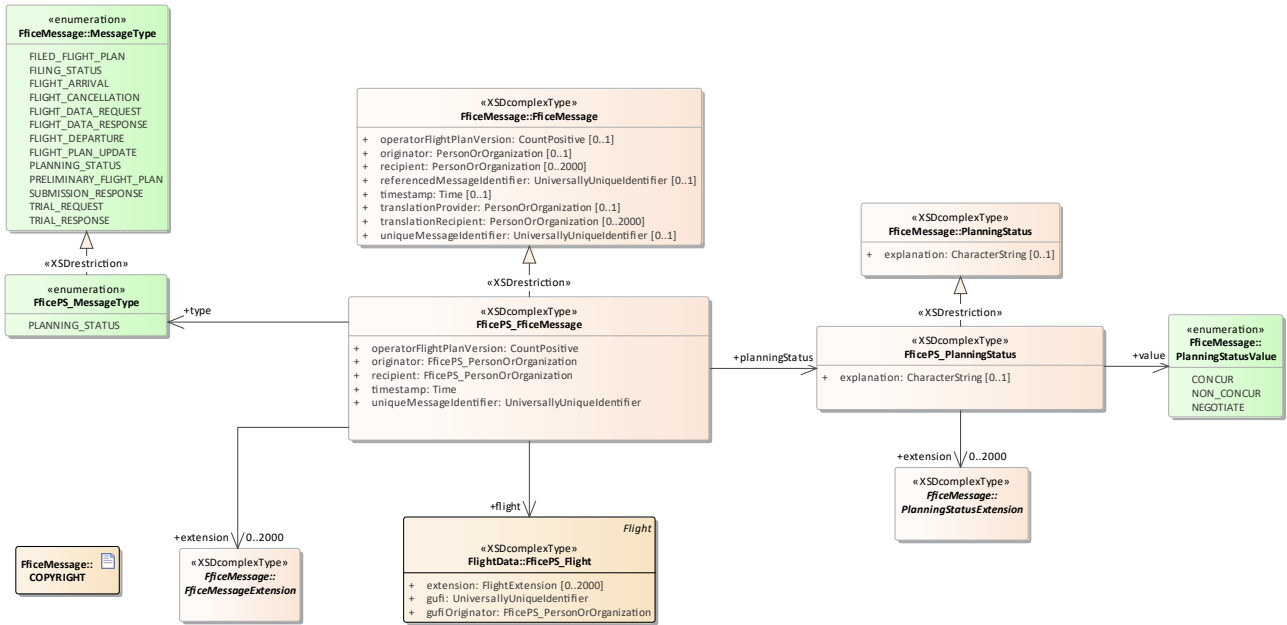 «enumeration»
FficeMessage::MessageType
FILED_FLIGHT_PLAN
FILING_STATUS
FLIGHT_ARRIVAL
FLIGHT_CANCELLATION
FLIGHT_DATA_REQUEST
FLIGHT_DATA_RESPONSE
FLIGHT_DEPARTURE
FLIGHT_PLAN_UPDATE
PLANNING_STATUS
PRELIMINARY_FLIGHT_PLAN
SUBMISSION_RESPONSE
TRIAL_REQUEST
TRIAL_RESPONSE
«XSDrestriction»
«enumeration»
FficePS_MessageType
PLANNING_STATUS
+type
«XSDcomplexType»
FficeMessage::FficeMessage
+ operatorFlightPlanVersion: CountPositive [0..1]
+ originator: PersonOrOrganization [0..1]
+ recipient: PersonOrOrganization [0..2000]
+ referencedMessageIdentifier: UniversallyUniqueIdentifier [0..1]
+ timestamp: Time [0..1]
+ translationProvider: PersonOrOrganization [0..1]
+ translationRecipient: PersonOrOrganization [0..2000]
+ uniqueMessageIdentifier: UniversallyUniqueIdentifier [0..1]
«XSDrestriction»
«XSDcomplexType»
FficePS_FficeMessage
+ operatorFlightPlanVersion: CountPositive
+ originator: FficePS_PersonOrOrganization
+ recipient: FficePS_PersonOrOrganization
+ timestamp: Time
+ uniqueMessageIdentifier: UniversallyUniqueIdentifier
+planningStatus
«XSDcomplexType»
FficeMessage::PlanningStatus
+ explanation: CharacterString [0..1]
«XSDrestriction»
«XSDcomplexType»
FficePS_PlanningStatus
+ explanation: CharacterString [0..1]
+value
«enumeration»
FficeMessage::
PlanningStatusValue
CONCUR
NON_CONCUR
NEGOTIATE
+extension 0..2000
«XSDcomplexType»
FficeMessage::
PlanningStatusExtension
+flight
Flight
«XSDcomplexType»
FlightData::FficePS_Flight
+ extension: FlightExtension [0..2000]
+ gufi: UniversallyUniqueIdentifier
+ gufiOriginator: FficePS_PersonOrOrganization
+extension 0..2000
«XSDcomplexType»
FficeMessage::
FficeMessageExtension
FficeMessage::
COPYRIGHT